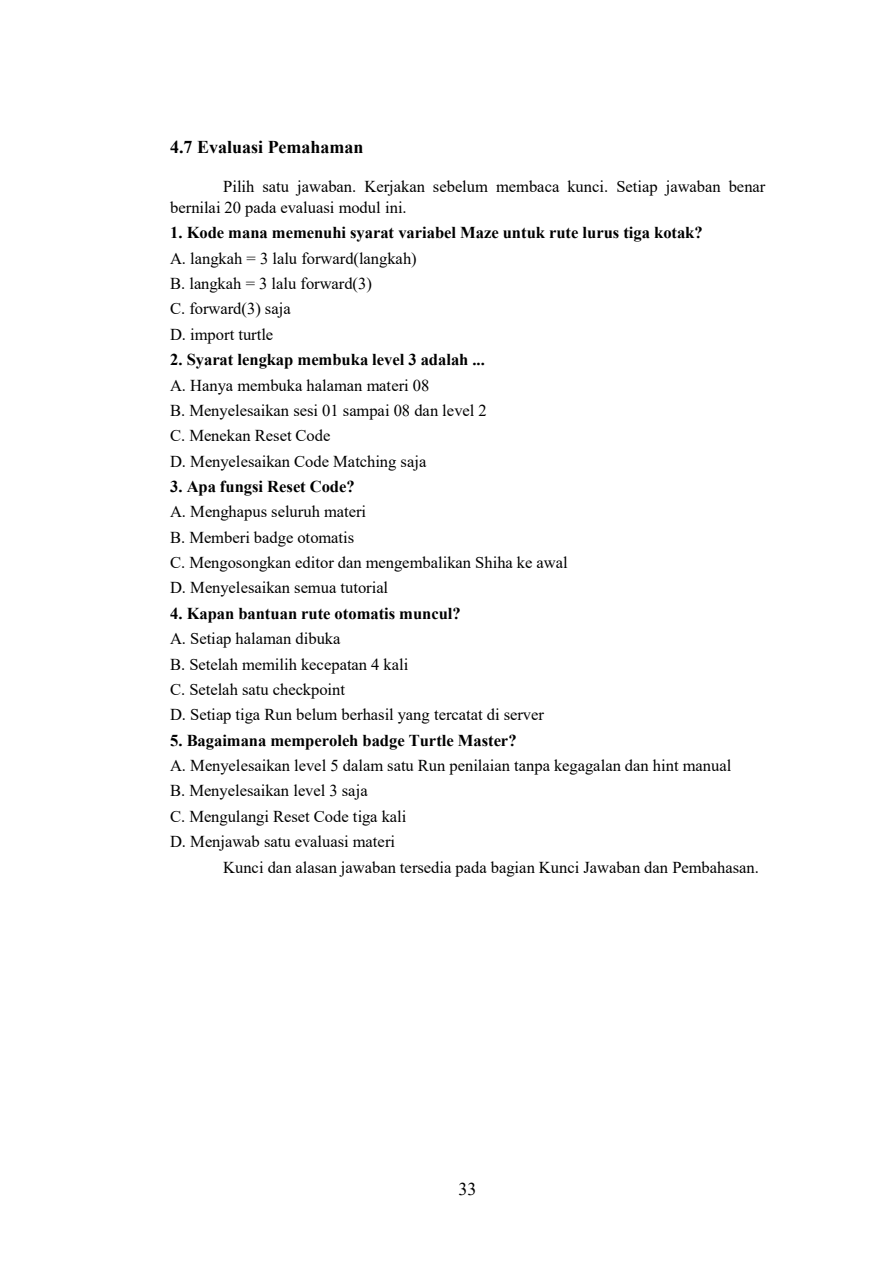 4.7 Evaluasi Pemahaman
Pilih satu jawaban. Kerjakan sebelum membaca kunci. Setiap jawaban benar
bernilai 20 pada evaluasi modul ini.
1. Kode mana memenuhi syarat variabel Maze untuk rute lurus tiga kotak?
A. langkah = 3 lalu forward(langkah)
B. langkah = 3 lalu forward(3)
C. forward(3) saja
D. import turtle
2. Syarat lengkap membuka level 3 adalah ...
A. Hanya membuka halaman materi 08
B. Menyelesaikan sesi 01 sampai 08 dan level 2
C. Menekan Reset Code
D. Menyelesaikan Code Matching saja
3. Apa fungsi Reset Code?
A. Menghapus seluruh materi
B. Memberi badge otomatis
C. Mengosongkan editor dan mengembalikan Shiha ke awal
D. Menyelesaikan semua tutorial
4. Kapan bantuan rute otomatis muncul?
A. Setiap halaman dibuka
B. Setelah memilih kecepatan 4 kali
C. Setelah satu checkpoint
D. Setiap tiga Run belum berhasil yang tercatat di server
5. Bagaimana memperoleh badge Turtle Master?
A. Menyelesaikan level 5 dalam satu Run penilaian tanpa kegagalan dan hint manual
B. Menyelesaikan level 3 saja
C. Mengulangi Reset Code tiga kali
D. Menjawab satu evaluasi materi
Kunci dan alasan jawaban tersedia pada bagian Kunci Jawaban dan Pembahasan.
33